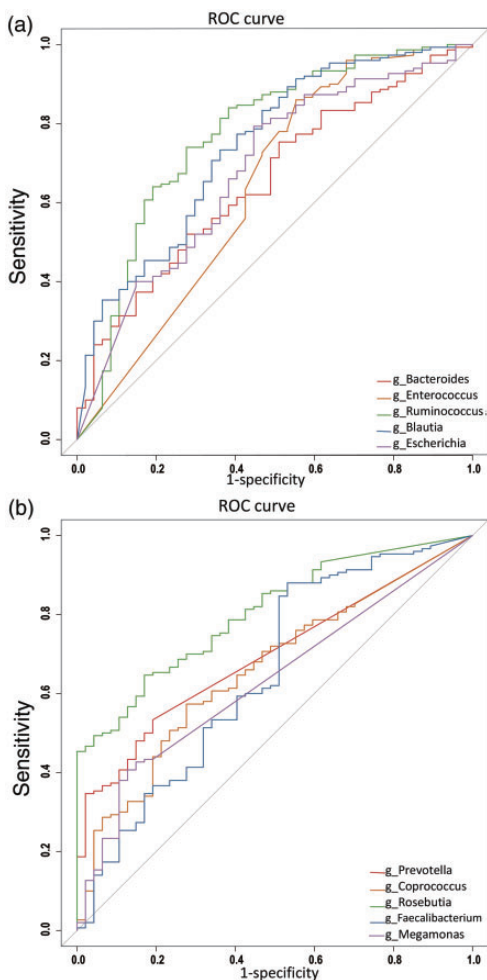 (a)
ROC curve
Sensitivity
1.0
0.8
0.6
0.4
0.2
0.0
g_Bacteroides
g_Enterococcus
g_Ruminococcus
g_Blautia
g_Escherichia
0.0 0.2 0.4 0.6 0.8 1.0
1-specificity
(b)
ROC curve
Sensitivity
1.0
0.8
0.6
0.4
0.2
0.0
g_Prevotella
g_Coprococcus
g_Rosebutia
g_Faecalibacterium
g_Megamonas
0.0 0.2 0.4 0.6 0.8 1.0
1-specificity